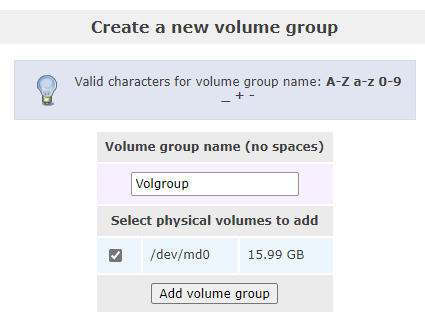 Create a new volume group
Valid characters for volume group name: A-Z a-z 0-9
_ + -
Volume group name (no spaces)
Volgroup
Select physical volumes to add
/dev/md0 15.99 GB
Add volume group